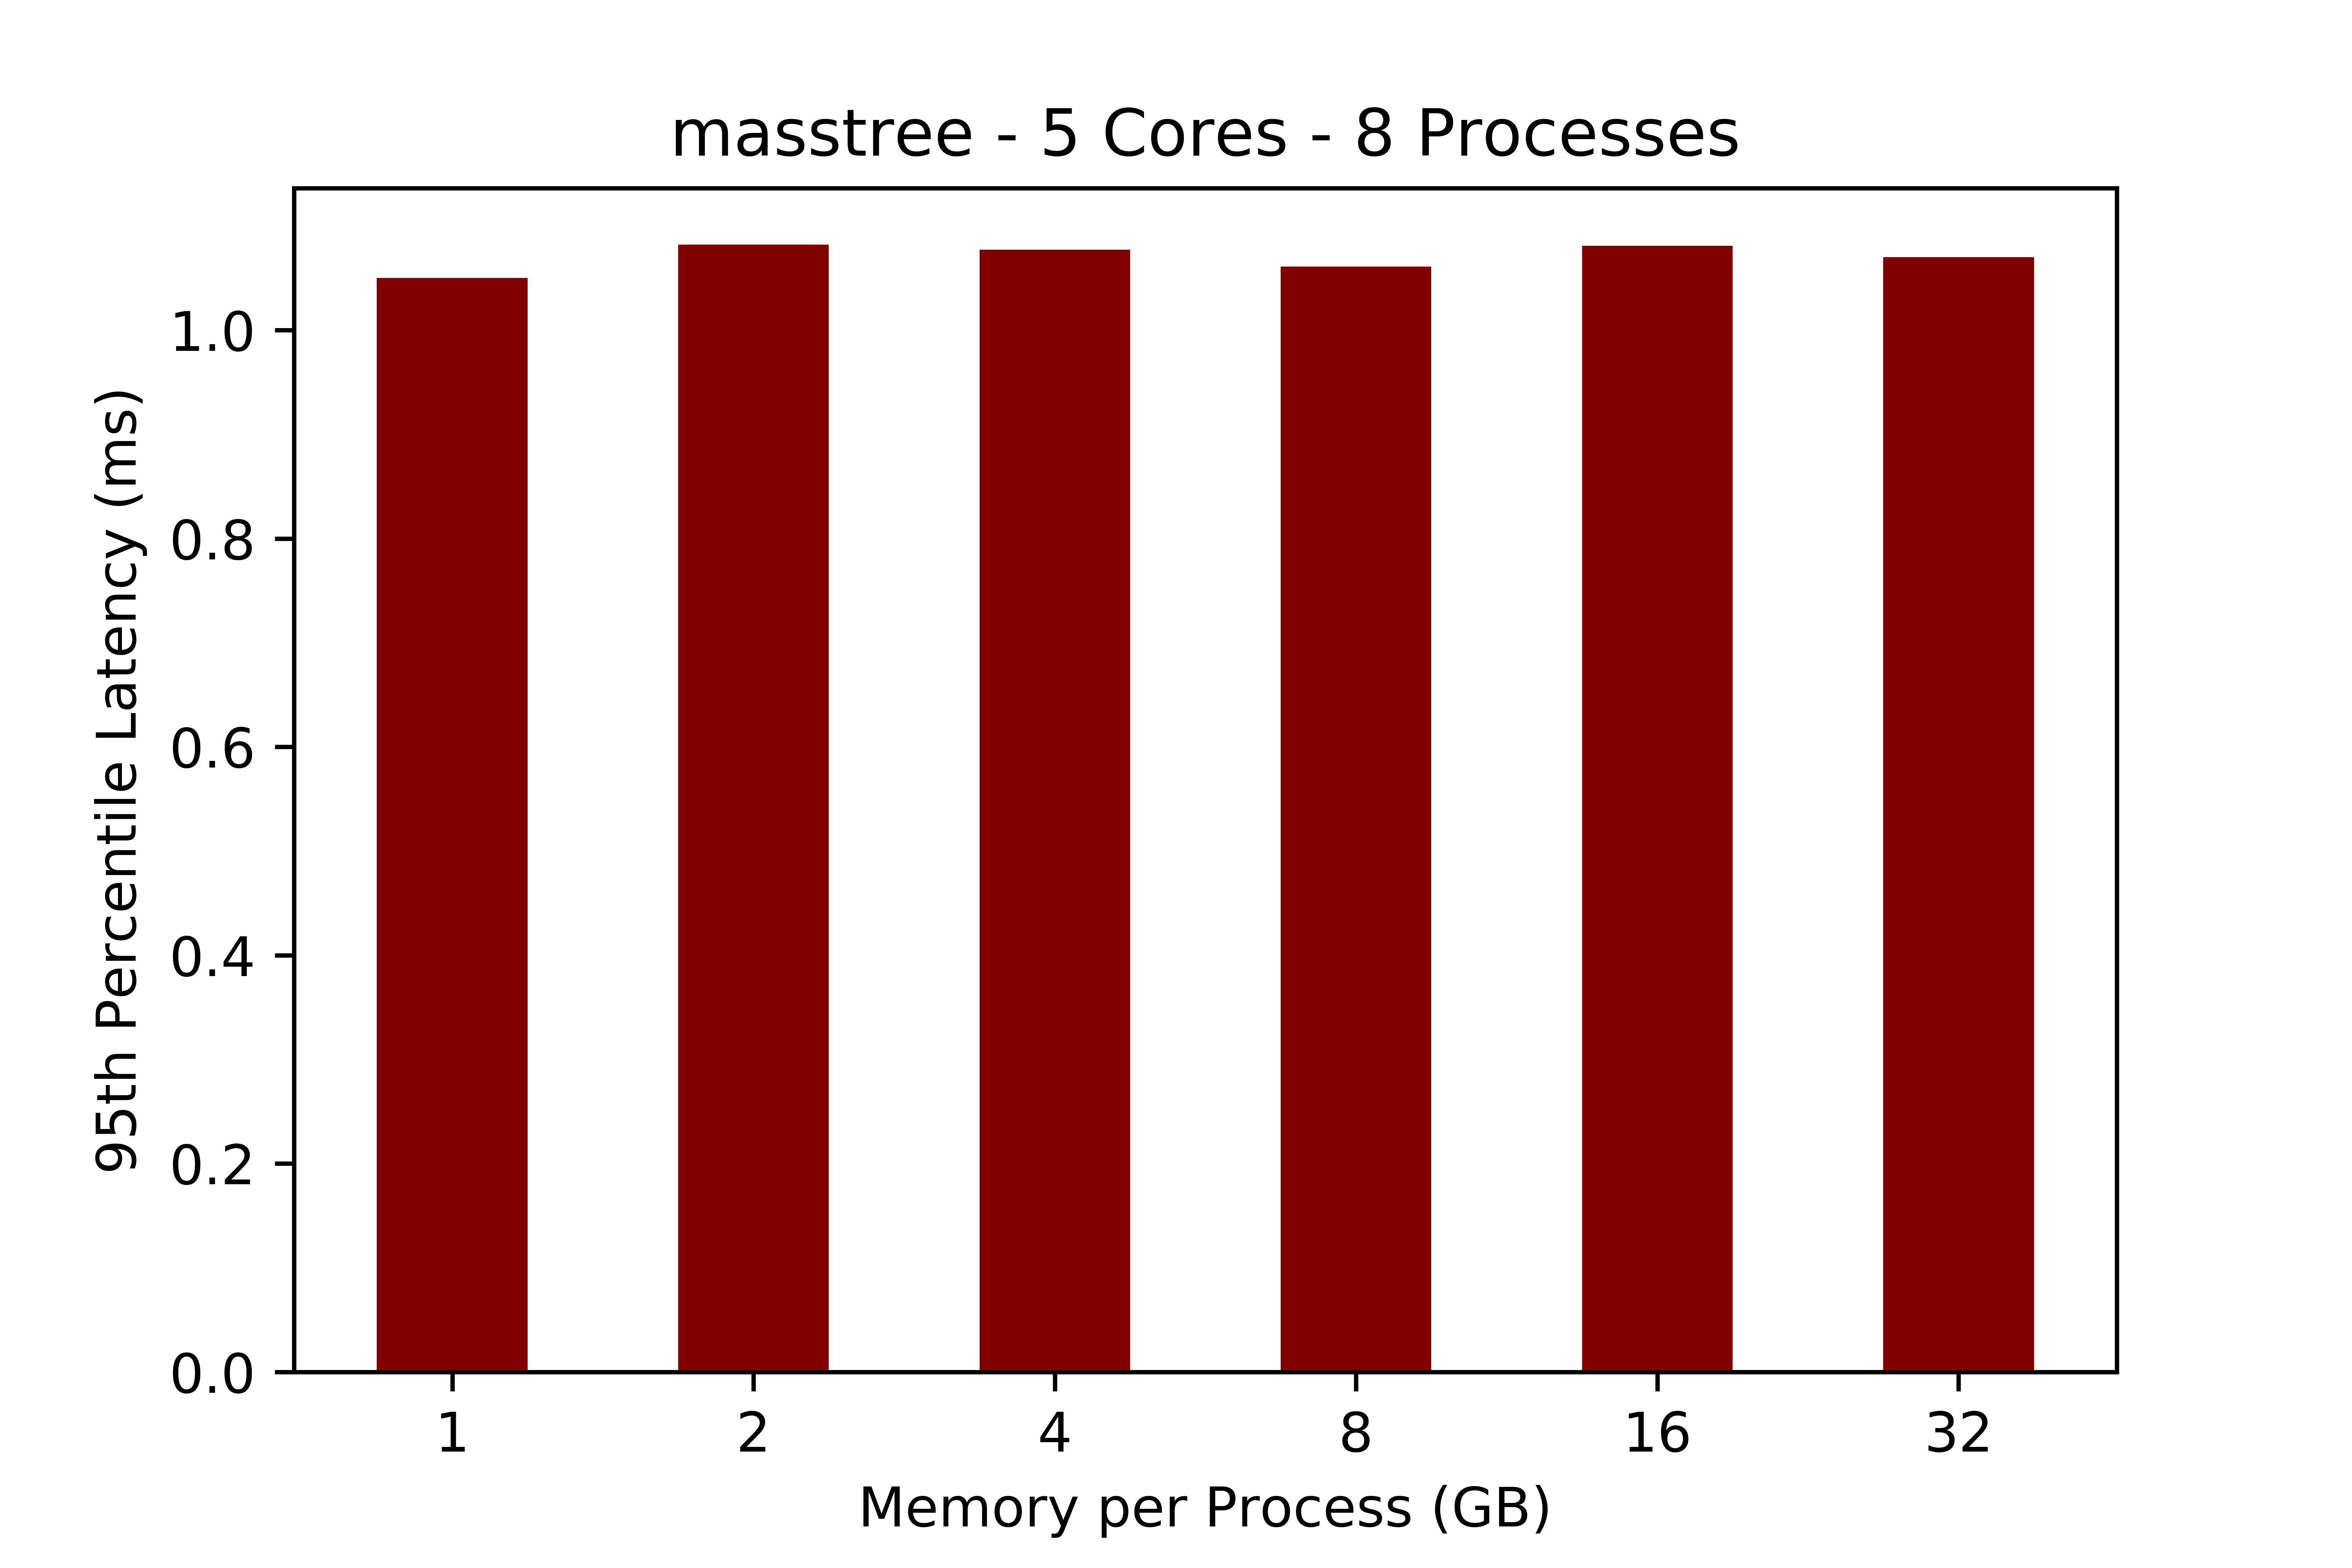 masstree - 5 Cores - 8 Processes
95th Percentile Latency (ms)
1.0
0.8
0.6
0.4
0.2
0.0
1 2 4 8 16 32
Memory per Process (GB)